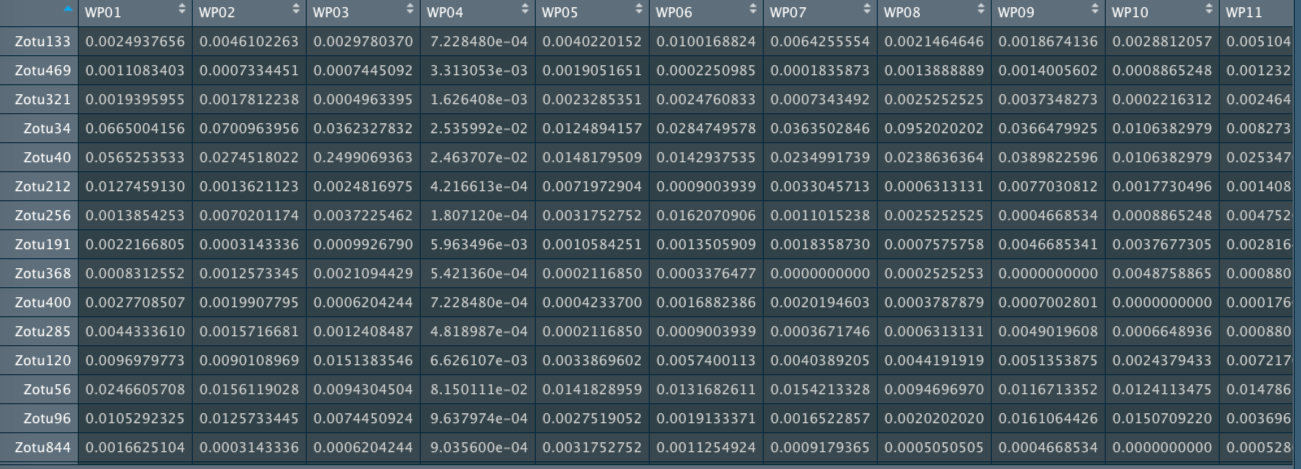 WP01 WP02 WP03 WP04 WP05 WP06 WP07 WP08 WP09 WP10 WP11
Zotu133 0.0024937656 0.0046102263 0.0029780370 7.228480e-04 0.0040220152 0.0100168824 0.0064255554 0.0021464646 0.0018674136 0.0028812057 0.005104
Zotu469 0.0011083403 0.0007334451 0.0007445092 3.313053e-03 0.0019051651 0.0002250985 0.0001835873 0.0013888889 0.0014005602 0.0008865248 0.001232
Zotu321 0.0019395955 0.0017812238 0.0004963395 1.626408e-03 0.0023285351 0.0024760833 0.0007343492 0.0025252525 0.0037348273 0.0002216312 0.002464
Zotu34 0.0665004156 0.0700963956 0.0362327832 2.535992e-02 0.0124894157 0.0284749578 0.0363502846 0.0952020202 0.0366479925 0.0106382979 0.008273
Zotu40 0.0565253533 0.0274518022 0.2499069363 2.463707e-02 0.0148179509 0.0142937535 0.0234991739 0.0238636364 0.0389822596 0.0106382979 0.025347
Zotu212 0.0127459130 0.0013621123 0.0024816975 4.216613e-04 0.0071972904 0.0009003939 0.0033045713 0.0006313131 0.0077030812 0.0017730496 0.001408
Zotu256 0.0013854253 0.0070201174 0.0037225462 1.807120e-04 0.0031752752 0.0162070906 0.0011015238 0.0025252525 0.0004668534 0.0008865248 0.004752
Zotu191 0.0022166805 0.0003143336 0.0009926790 5.963496e-03 0.0010584251 0.0013505909 0.0018358730 0.0007575758 0.0046685341 0.0037677305 0.002816
Zotu368 0.0008312552 0.0012573345 0.0021094429 5.421360e-04 0.0002116850 0.0003376477 0.0000000000 0.0002525253 0.0000000000 0.0048758865 0.000880
Zotu400 0.0027708507 0.0019907795 0.0006204244 7.228480e-04 0.0004233700 0.0016882386 0.0020194603 0.0003787879 0.0007002801 0.0000000000 0.000176
Zotu285 0.0044333610 0.0015716681 0.0012408487 4.818987e-04 0.0002116850 0.0009003939 0.0003671746 0.0006313131 0.0049019608 0.0006648936 0.000880
Zotu120 0.0096979773 0.0090108969 0.0151383546 6.626107e-03 0.0033869602 0.0057400113 0.0040389205 0.0044191919 0.0051353875 0.0024379433 0.007217
Zotu56 0.0246605708 0.0156119028 0.0094304504 8.150111e-02 0.0141828959 0.0131682611 0.0154213328 0.0094696970 0.0116713352 0.0124113475 0.014786
Zotu96 0.0105292325 0.0125733445 0.0074450924 9.637974e-04 0.0027519052 0.0019133371 0.0016522857 0.0020202020 0.0161064426 0.0150709220 0.003696
Zotu844 0.0016625104 0.0003143336 0.0006204244 9.035600e-04 0.0031752752 0.0011254924 0.0009179365 0.0005050505 0.0004668534 0.0000000000 0.000528